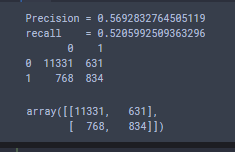 Precision = 0.5692832764505119
recall    = 0.5205992509363296
       0    1
0  11331  631
1    768  834
array([[11331,   631],
       [  768,   834]])